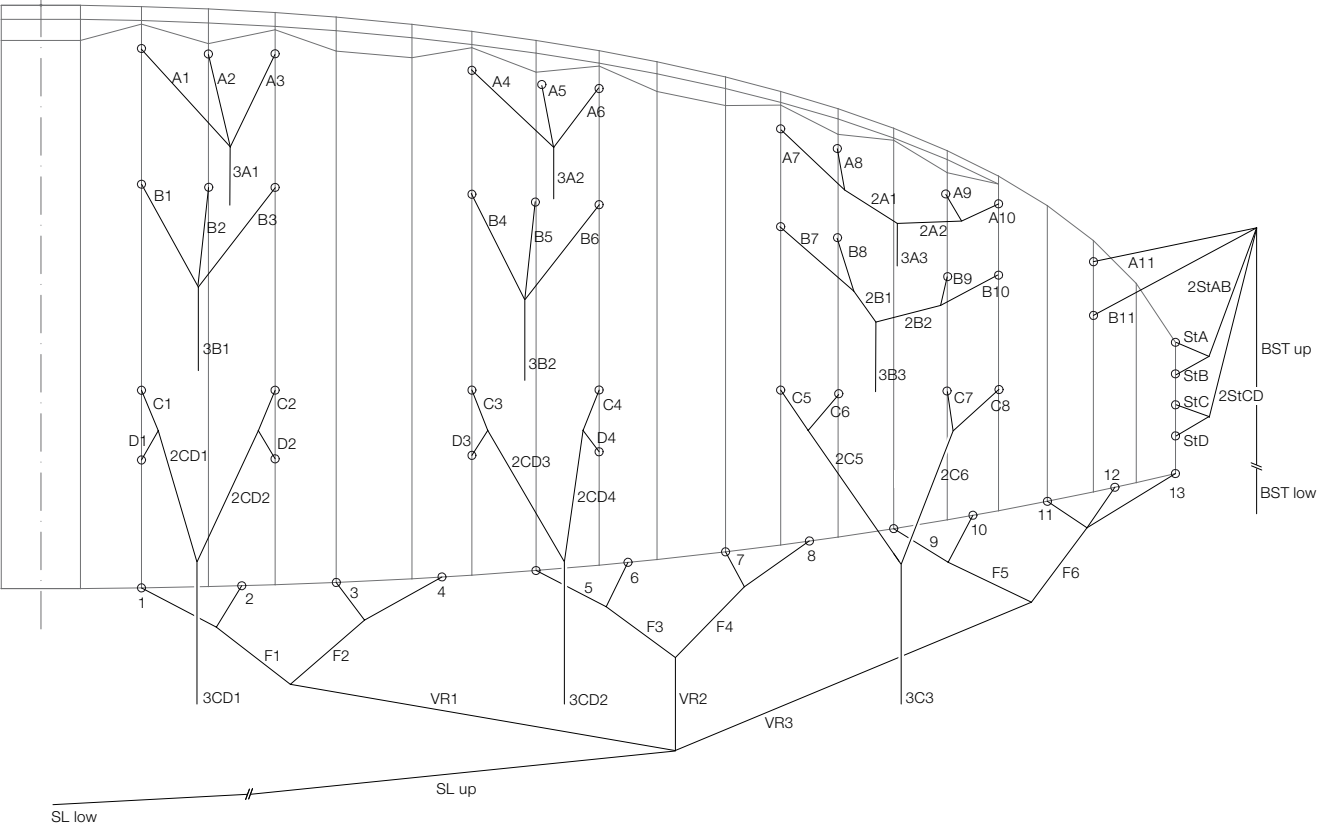 A1
A2
A3
A4
A5
A6
3A1
3A2
A7
A8
2A1
A9
A10
2A2
3A3
B1
B2
B3
B4
B5
B6
B7
B8
B9
B10
2B1
2B2
A11
2StAB
B11
StA
StB
StC
StD
2StCD
BST up
BST low
3B1
3B2
3B3
C1
C2
C3
C4
C5
C6
C7
C8
D1
D2
D3
D4
2CD1
2CD2
2CD3
2CD4
2C5
2C6
1
2
3
4
5
6
7
8
9
10
11
12
13
F1
F2
F3
F4
F5
F6
3CD1
3CD2
3C3
VR1
VR2
VR3
SL up
SL low